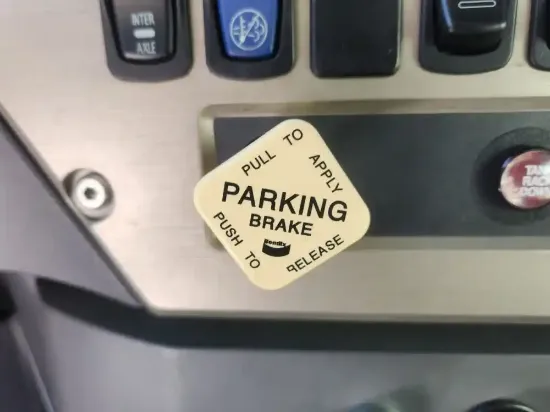 INTER
AXLE
PULL TO
APPLY
PARKING
BRAKE
PUSH TO
RELEASE
Bendix